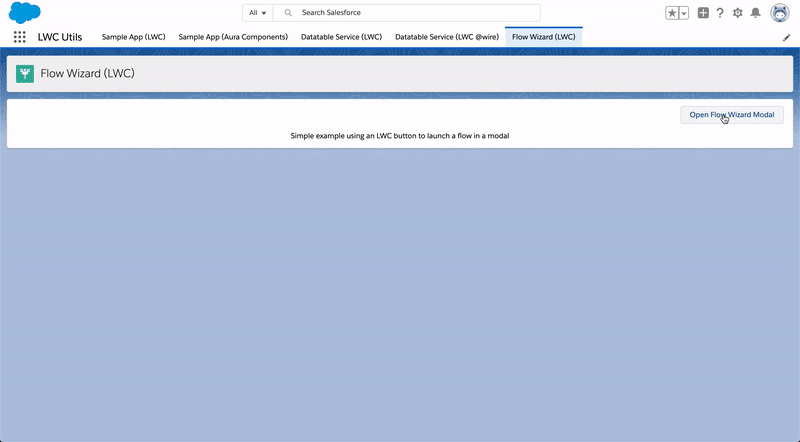 All
Search Salesforce
LWC Utils
Sample App (LWC)
Sample App (Aura Components)
Datatable Service (LWC)
Datatable Service (LWC @wire)
Flow Wizard (LWC)
Flow Wizard (LWC)
Open Flow Wizard Modal
Simple example using an LWC button to launch a flow in a modal